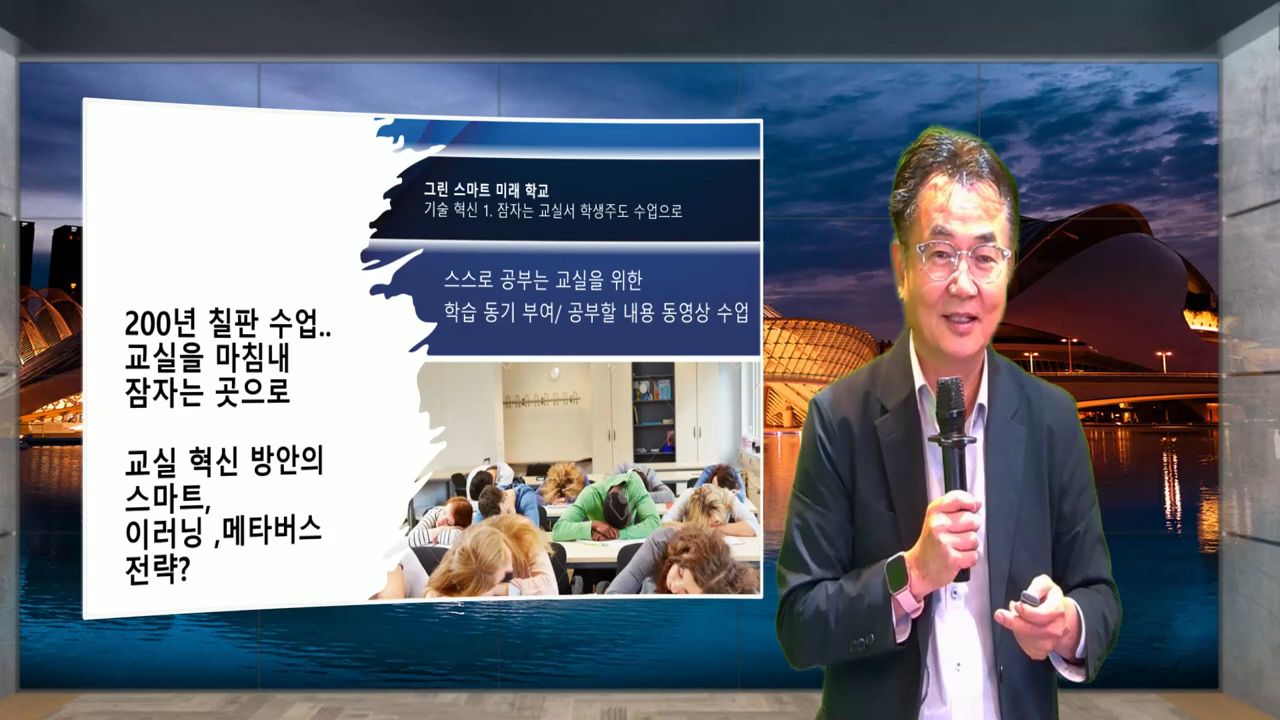 200년 칠판 수업..
교실을 마침내
잠자는 곳으로
교실 혁신 방안의
스마트,
이러닝 ,메타버스
전략?
그린 스마트 미래 학교
기술 혁신 1. 잠자는 교실서 학생주도 수업으로
스스로 공부는 교실을 위한
학습 동기 부여/ 공부할 내용 동영상 수업